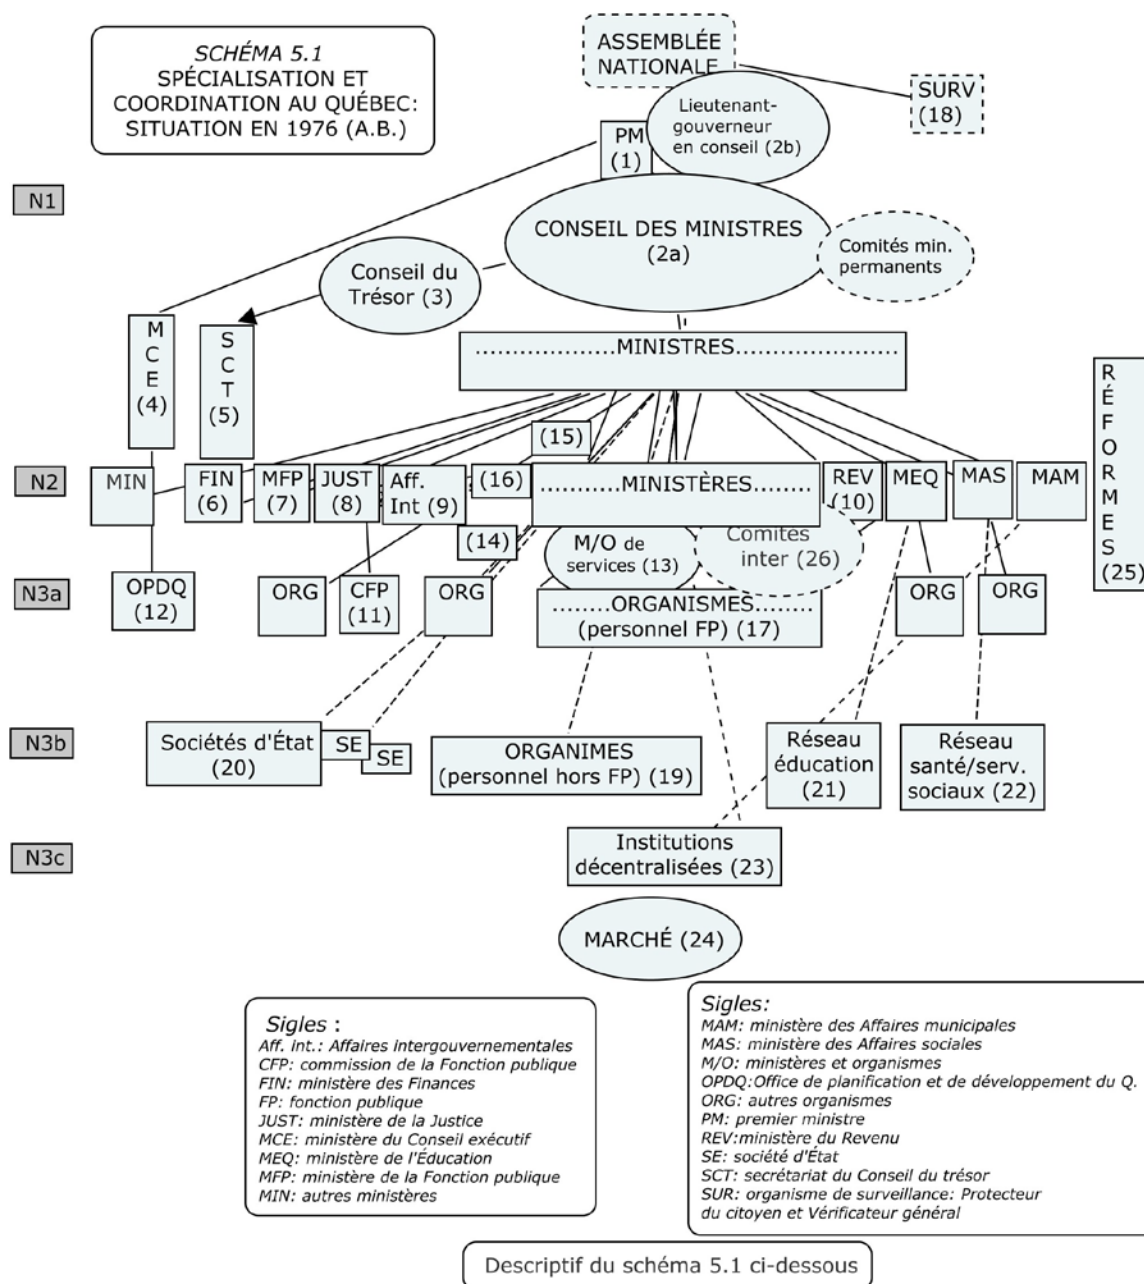 SCHÉMA 5.1
SPÉCIALISATION ET
COORDINATION AU QUÉBEC:
SITUATION EN 1976 (A.B.)
ASSEMBLÉE
NATIONALE
SURV
(18)
Lieutenant-
gouverneur
en conseil (2b)
PM
(1)
N1
CONSEIL DES MINISTRES
(2a)
Comités min.
permanents
Conseil du
Trésor (3)
M
C
E
(4)
S
C
T
(5)
..................MINISTRES......................
R
É
F
O
R
M
E
S
(25)
N2
MIN
FIN
(6)
MFP
(7)
JUST
(8)
Aff.
Int (9)
(15)
(16)
(14)
............MINISTÈRES............
REV
(10)
MEQ
MAS
MAM
M/O de
services (13)
Comites
inter (26)
N3a
OPDQ
(12)
ORG
CFP
(11)
ORG
........ORGANISMES........
(personnel FP) (17)
ORG
ORG
N3b
Sociétés d'État
(20)
SE
SE
ORGANIMES
(personnel hors FP) (19)
Réseau
éducation
(21)
Réseau
santé/serv.
sociaux (22)
N3c
Institutions
décentralisées (23)
MARCHÉ (24)
Sigles :
Aff. Int.: Affaires intergouvernementales
CFP: commission de la Fonction publique
FIN: ministère des Finances
FP: fonction publique
JUST: ministère de la Justice
MCE: ministère du Conseil exécutif
MEQ: ministère de l'Éducation
MFP: ministère de la Fonction publique
MIN: autres ministères
Sigles:
MAM: ministère des Affaires municipales
MAS: ministère des Affaires sociales
M/O: ministères et organismes
OPDQ:Office de planification et de développement du Q.
ORG: autres organismes
PM: premier ministre
REV:ministère du Revenu
SE: société d'État
SCT: secrétariat du Conseil du trésor
SUR: organisme de surveillance: Protecteur
du citoyen et Vérificateur général
Descriptif du schéma 5.1 ci-dessous